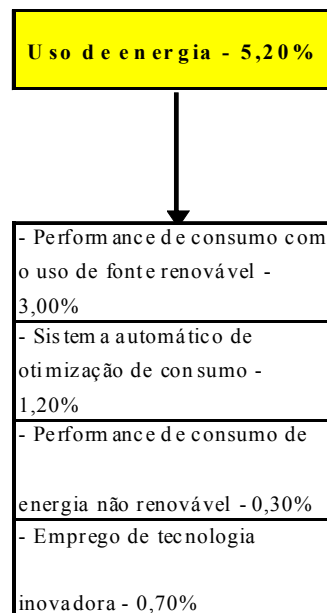 Uso de energia - 5,20%
- Performance de consumo com
o uso de fonte renovável -
3,00%
- Sistema automático de
otimização de consumo -
1,20%
- Performance de consumo de
energia não renovável - 0,30%
- Emprego de tecnologia
inovadora - 0,70%